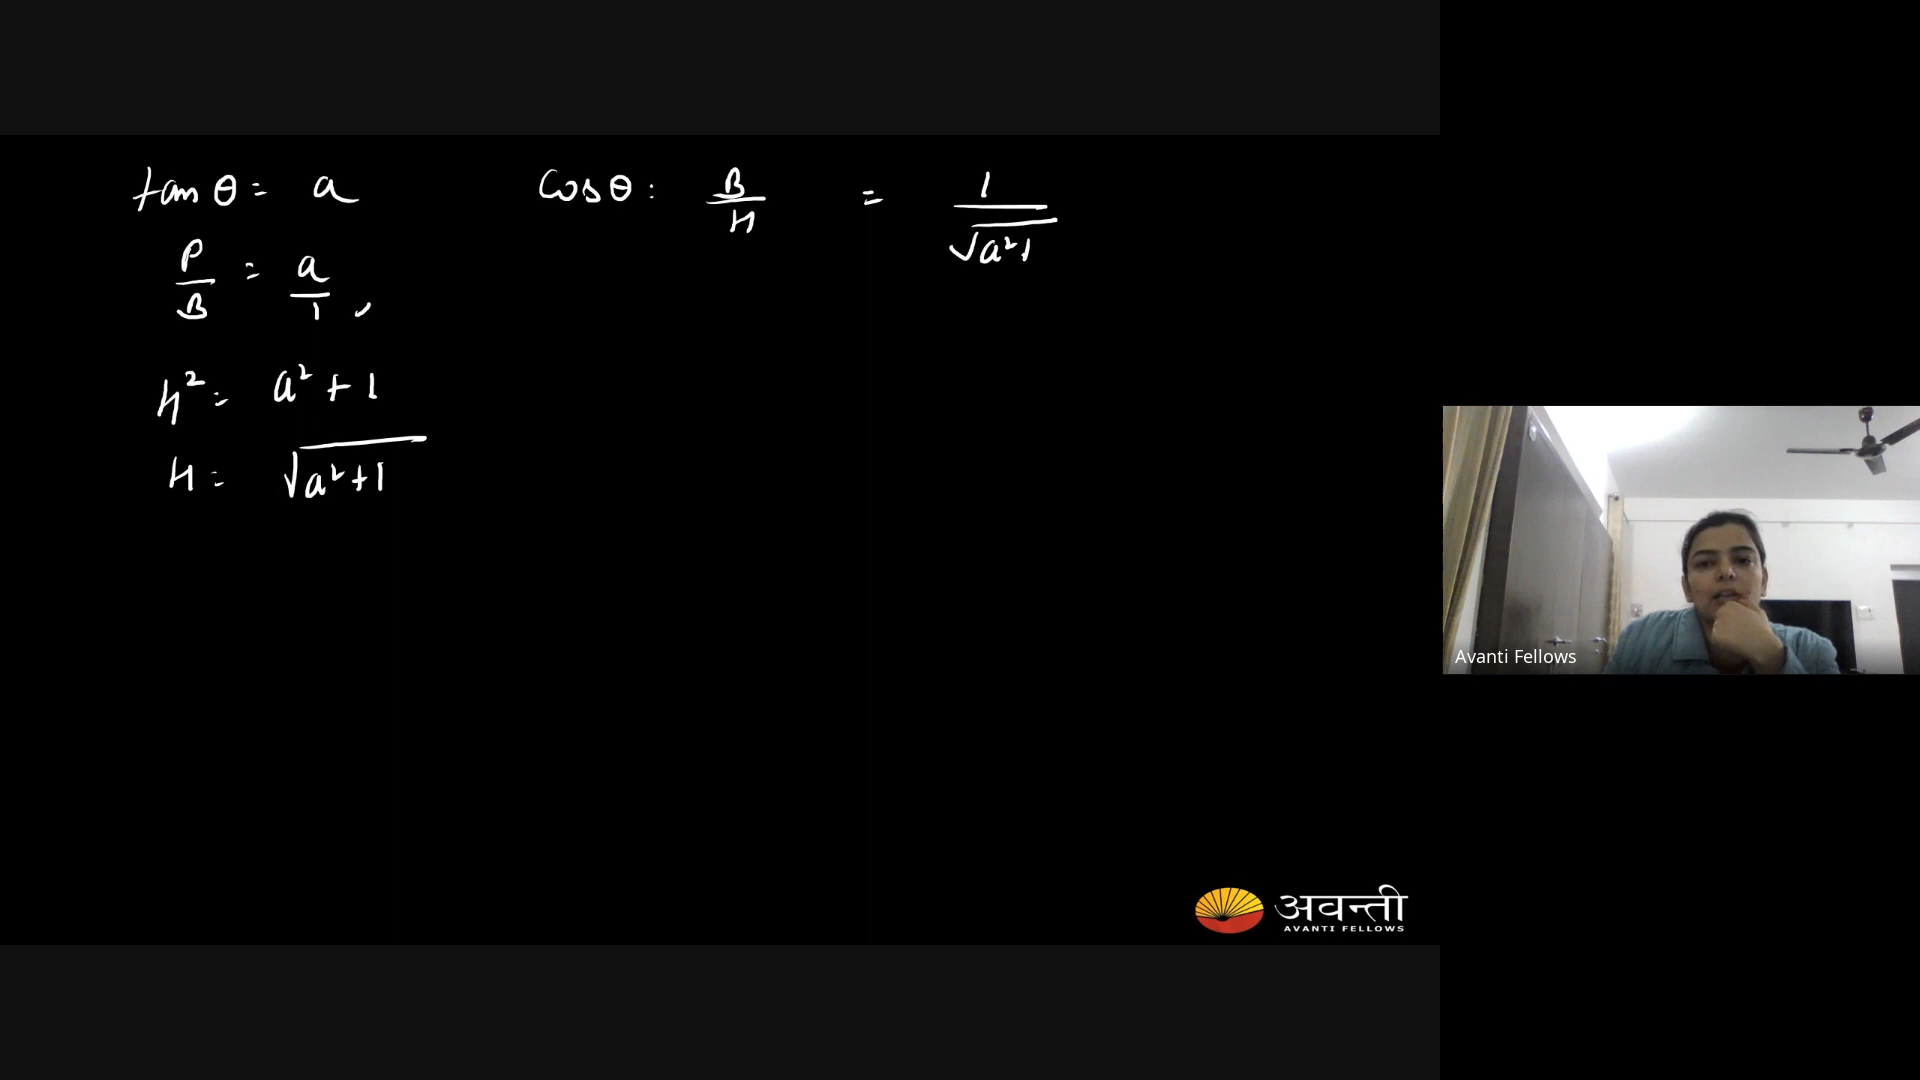 tan θ = a
P/B = a/1,
H² = a² + 1
H = √(a²+1)
Cos θ : B/H = 1/√(a²+1)
Avanti Fellows
अवन्ती
AVANTI FELLOWS